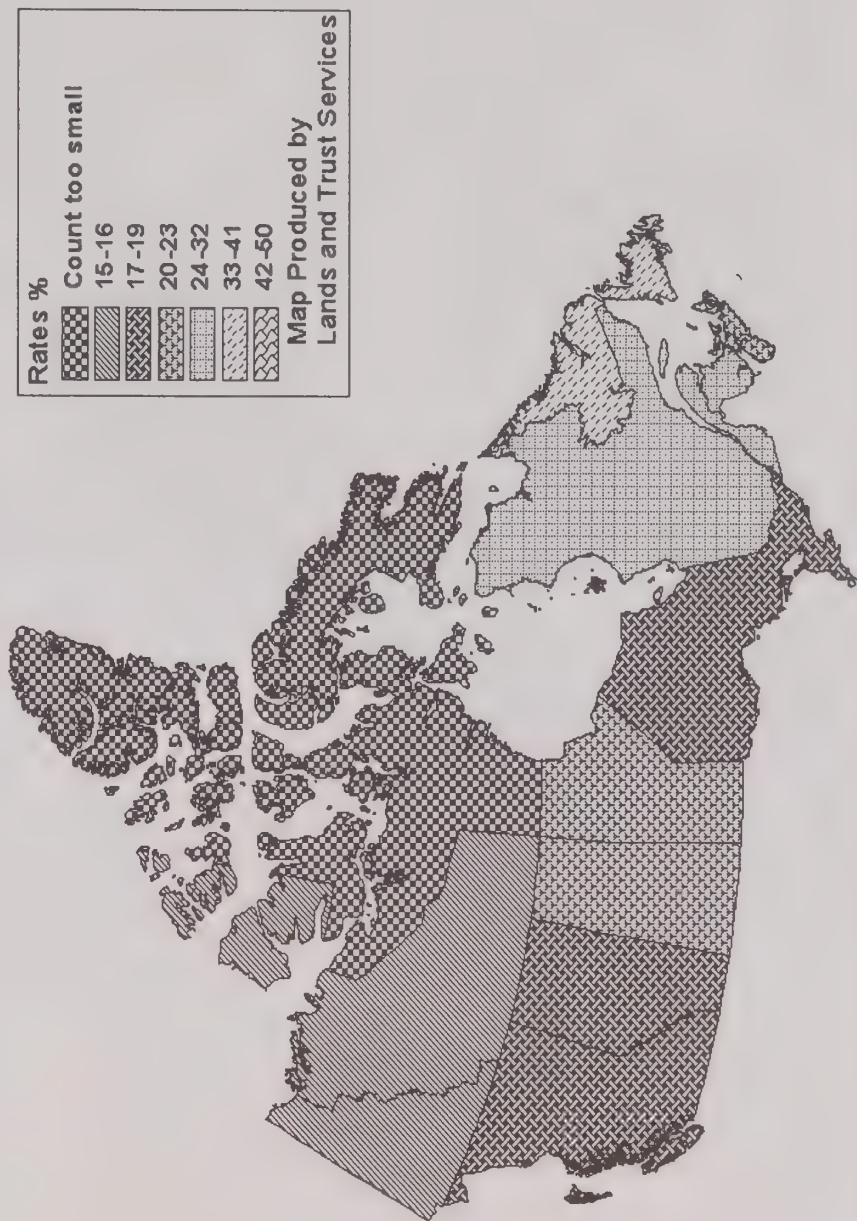 Rates %
Count too small
15-16
17-19
20-23
24-32
33-41
42-50
Map Produced by
Lands and Trust Services